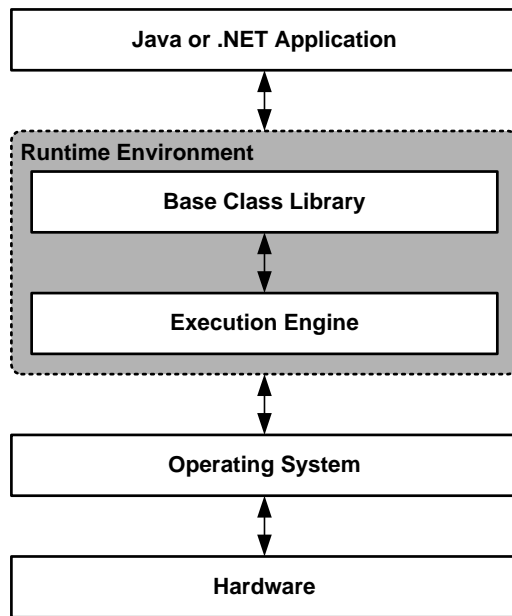 Java or .NET Application
Runtime Environment
Base Class Library
Execution Engine
Operating System
Hardware